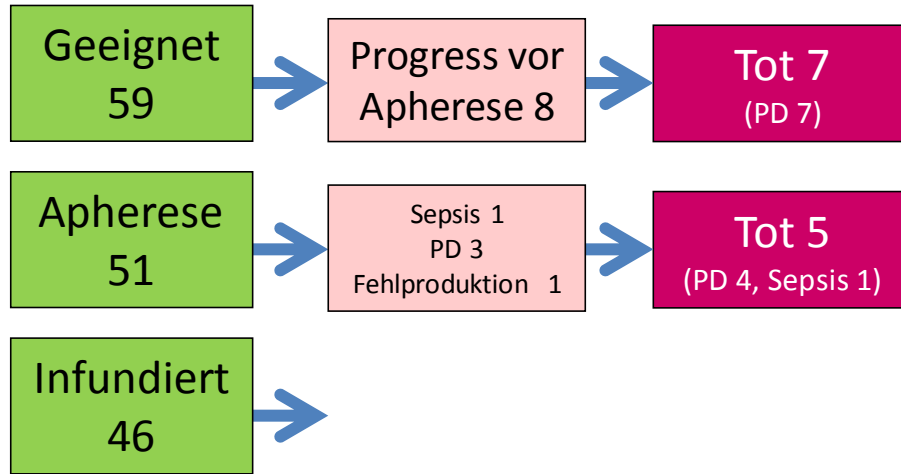 Geeignet
59
Progress vor
Apherese 8
Tot 7
(PD 7)
Apherese
51
Sepsis 1
PD 3
Fehlproduktion 1
Tot 5
(PD 4, Sepsis 1)
Infundiert
46